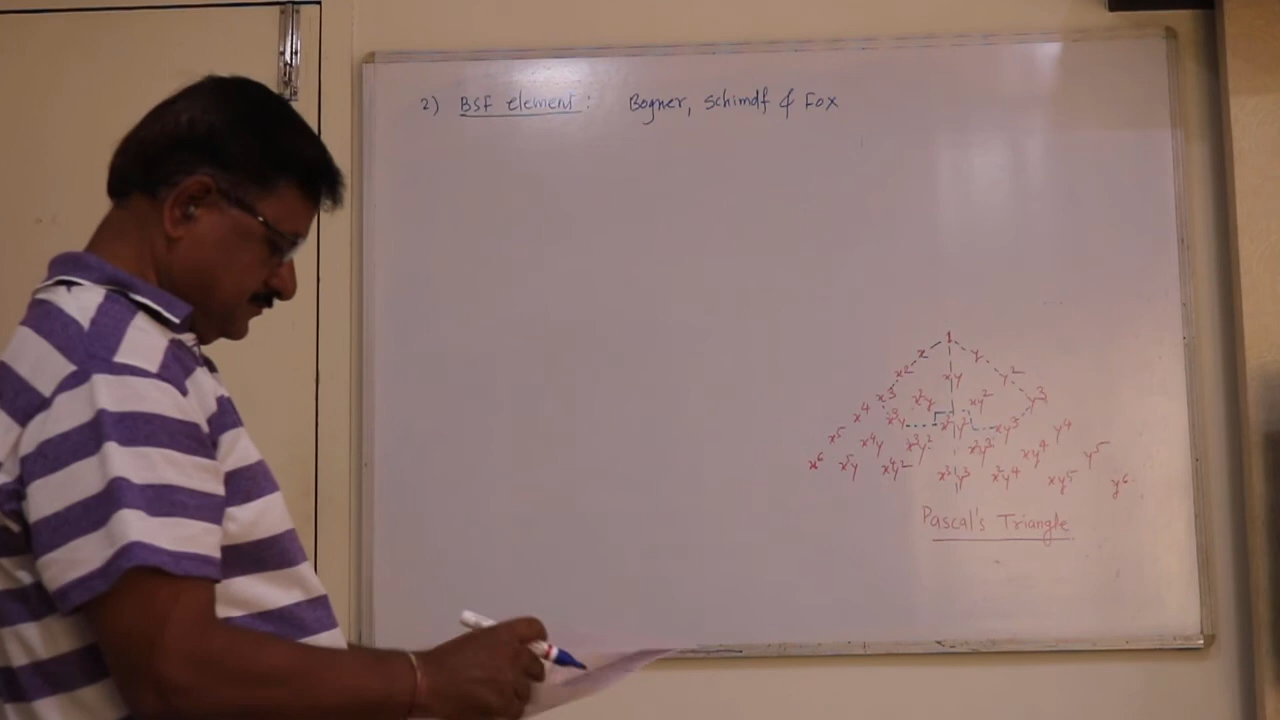 2) BSF element: Bogner, Schimdf & Fox
1
x y
x2 xy y2
x3 x2y xy2 y3
x4 x3y x2y2 xy3 y4
x5 x4y x3y2 x2y3 xy4 y5
x6 x5y x4y2 x3y3 x2y4 xy5 y6
Pascal's Triangle